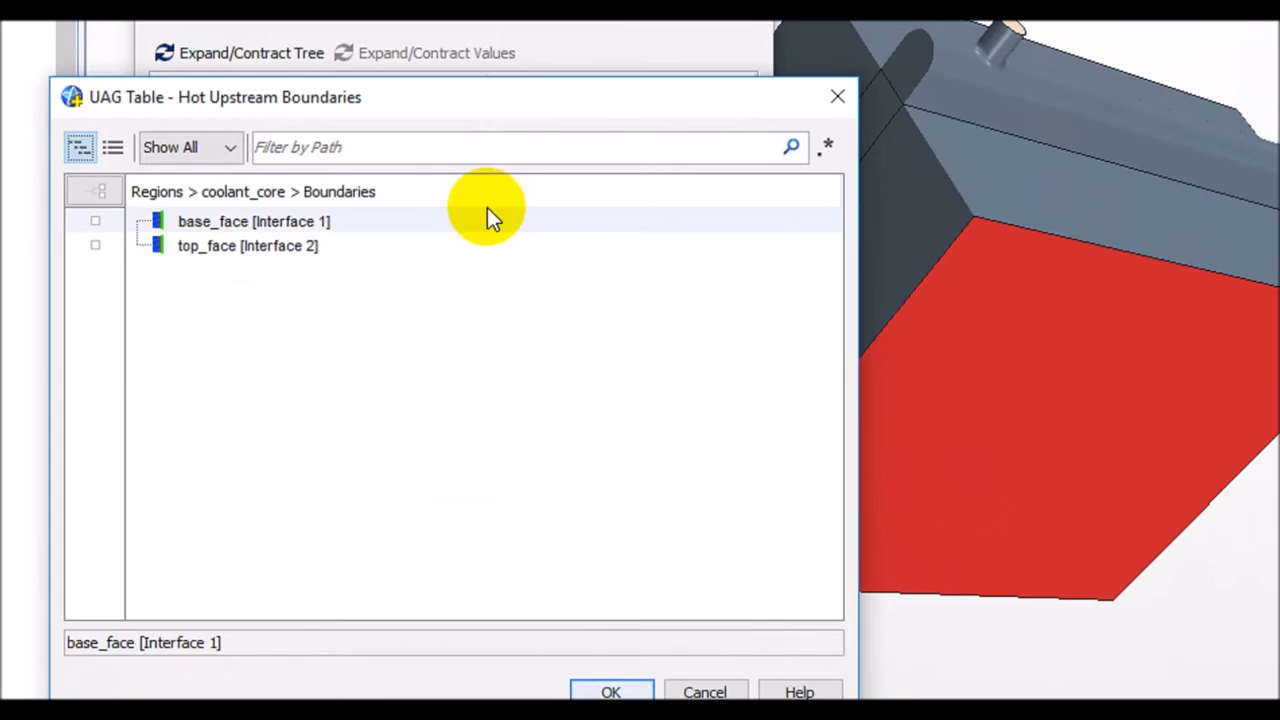 Expand/Contract Tree Expand/Contract Values
UAG Table - Hot Upstream Boundaries
Show All Filter by Path .*
Regions > coolant_core > Boundaries
base_face [Interface 1]
top_face [Interface 2]
base_face [Interface 1]
OK Cancel Help